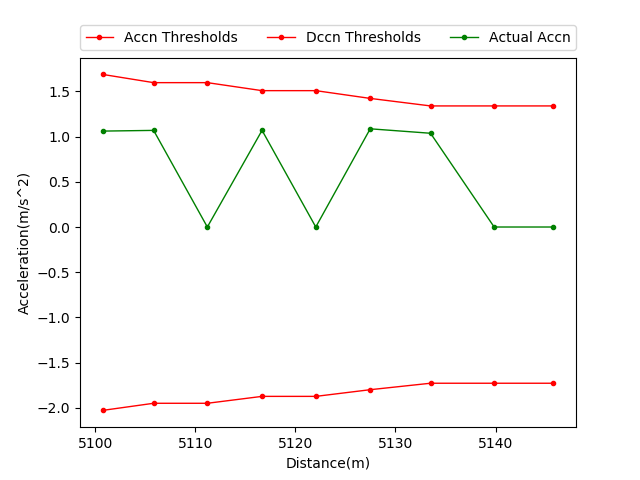 Accn Thresholds Dccn Thresholds Actual Accn
1.5
1.0
0.5
0.0
−0.5
−1.0
−1.5
−2.0
Acceleration(m/s^2)
5100 5110 5120 5130 5140
Distance(m)